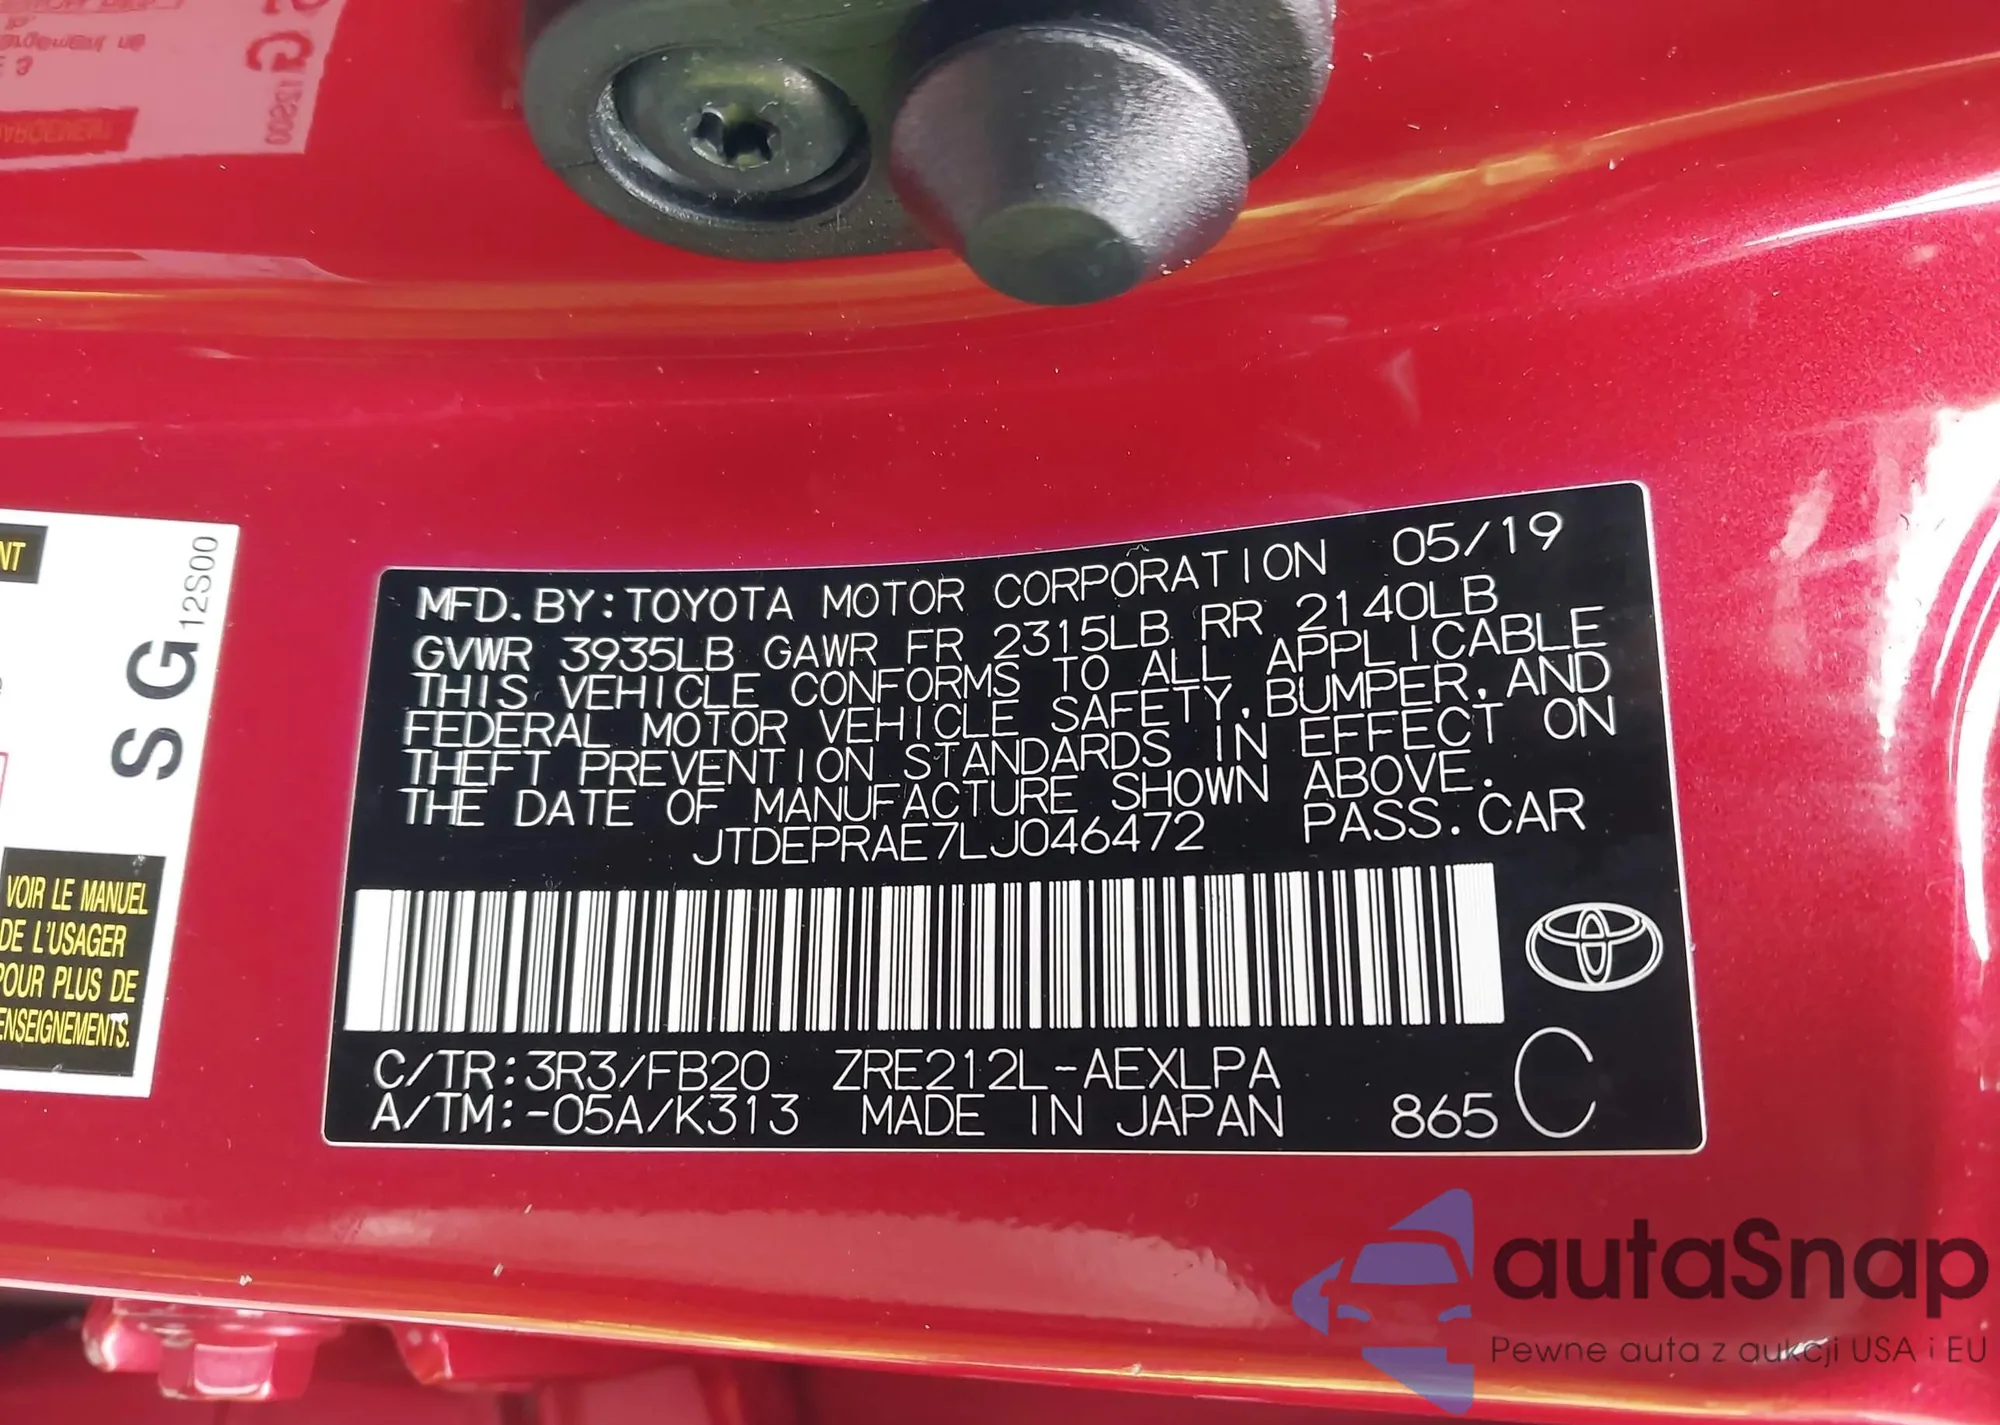 NT
SG 12S00
VOIR LE MANUEL
DE L'USAGER
POUR PLUS DE
ENSEIGNEMENTS.
MFD. BY: TOYOTA MOTOR CORPORATION 05/19
GVWR 3935LB GAWR FR 2315LB RR 2140LB
THIS VEHICLE CONFORMS TO ALL APPLICABLE
FEDERAL MOTOR VEHICLE SAFETY, BUMPER, AND
THEFT PREVENTION STANDARDS IN EFFECT ON
THE DATE OF MANUFACTURE SHOWN ABOVE.
JTDEPRAE7LJ046472 PASS. CAR
C/TR: 3R3/FB20 ZRE212L-AEXLPA
A/TM: -05A/K313 MADE IN JAPAN 865 C
autaSnap
Pewne auta z aukcji USA i EU